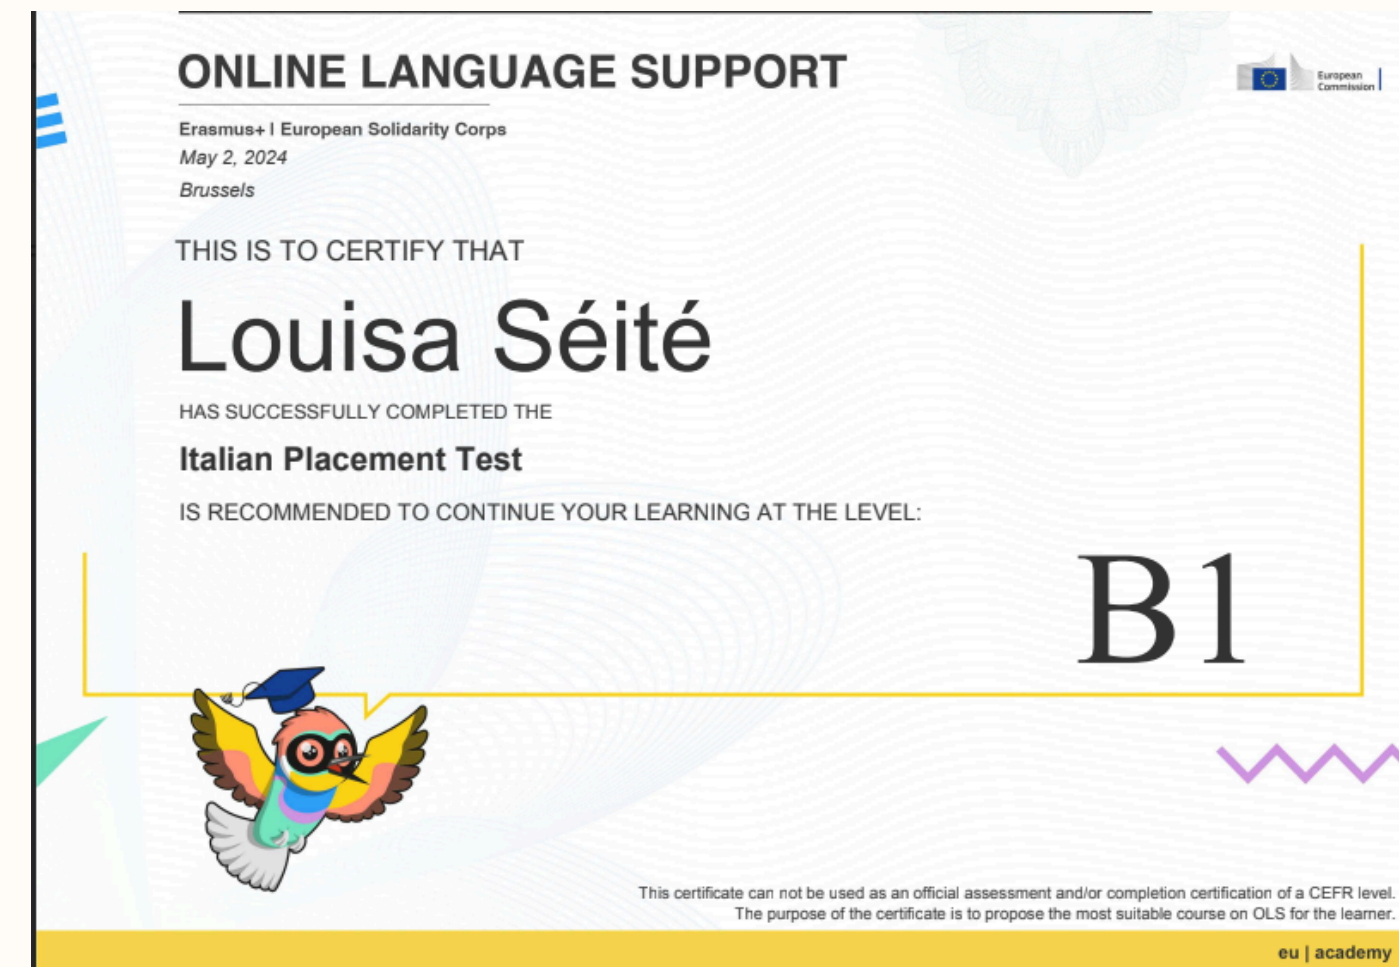 ONLINE LANGUAGE SUPPORT
European
Commission
Erasmus+ | European Solidarity Corps
May 2, 2024
Brussels
THIS IS TO CERTIFY THAT
Louisa Séité
HAS SUCCESSFULLY COMPLETED THE
Italian Placement Test
IS RECOMMENDED TO CONTINUE YOUR LEARNING AT THE LEVEL:
B1
This certificate can not be used as an official assessment and/or completion certification of a CEFR level.
The purpose of the certificate is to propose the most suitable course on OLS for the learner.
eu | academy